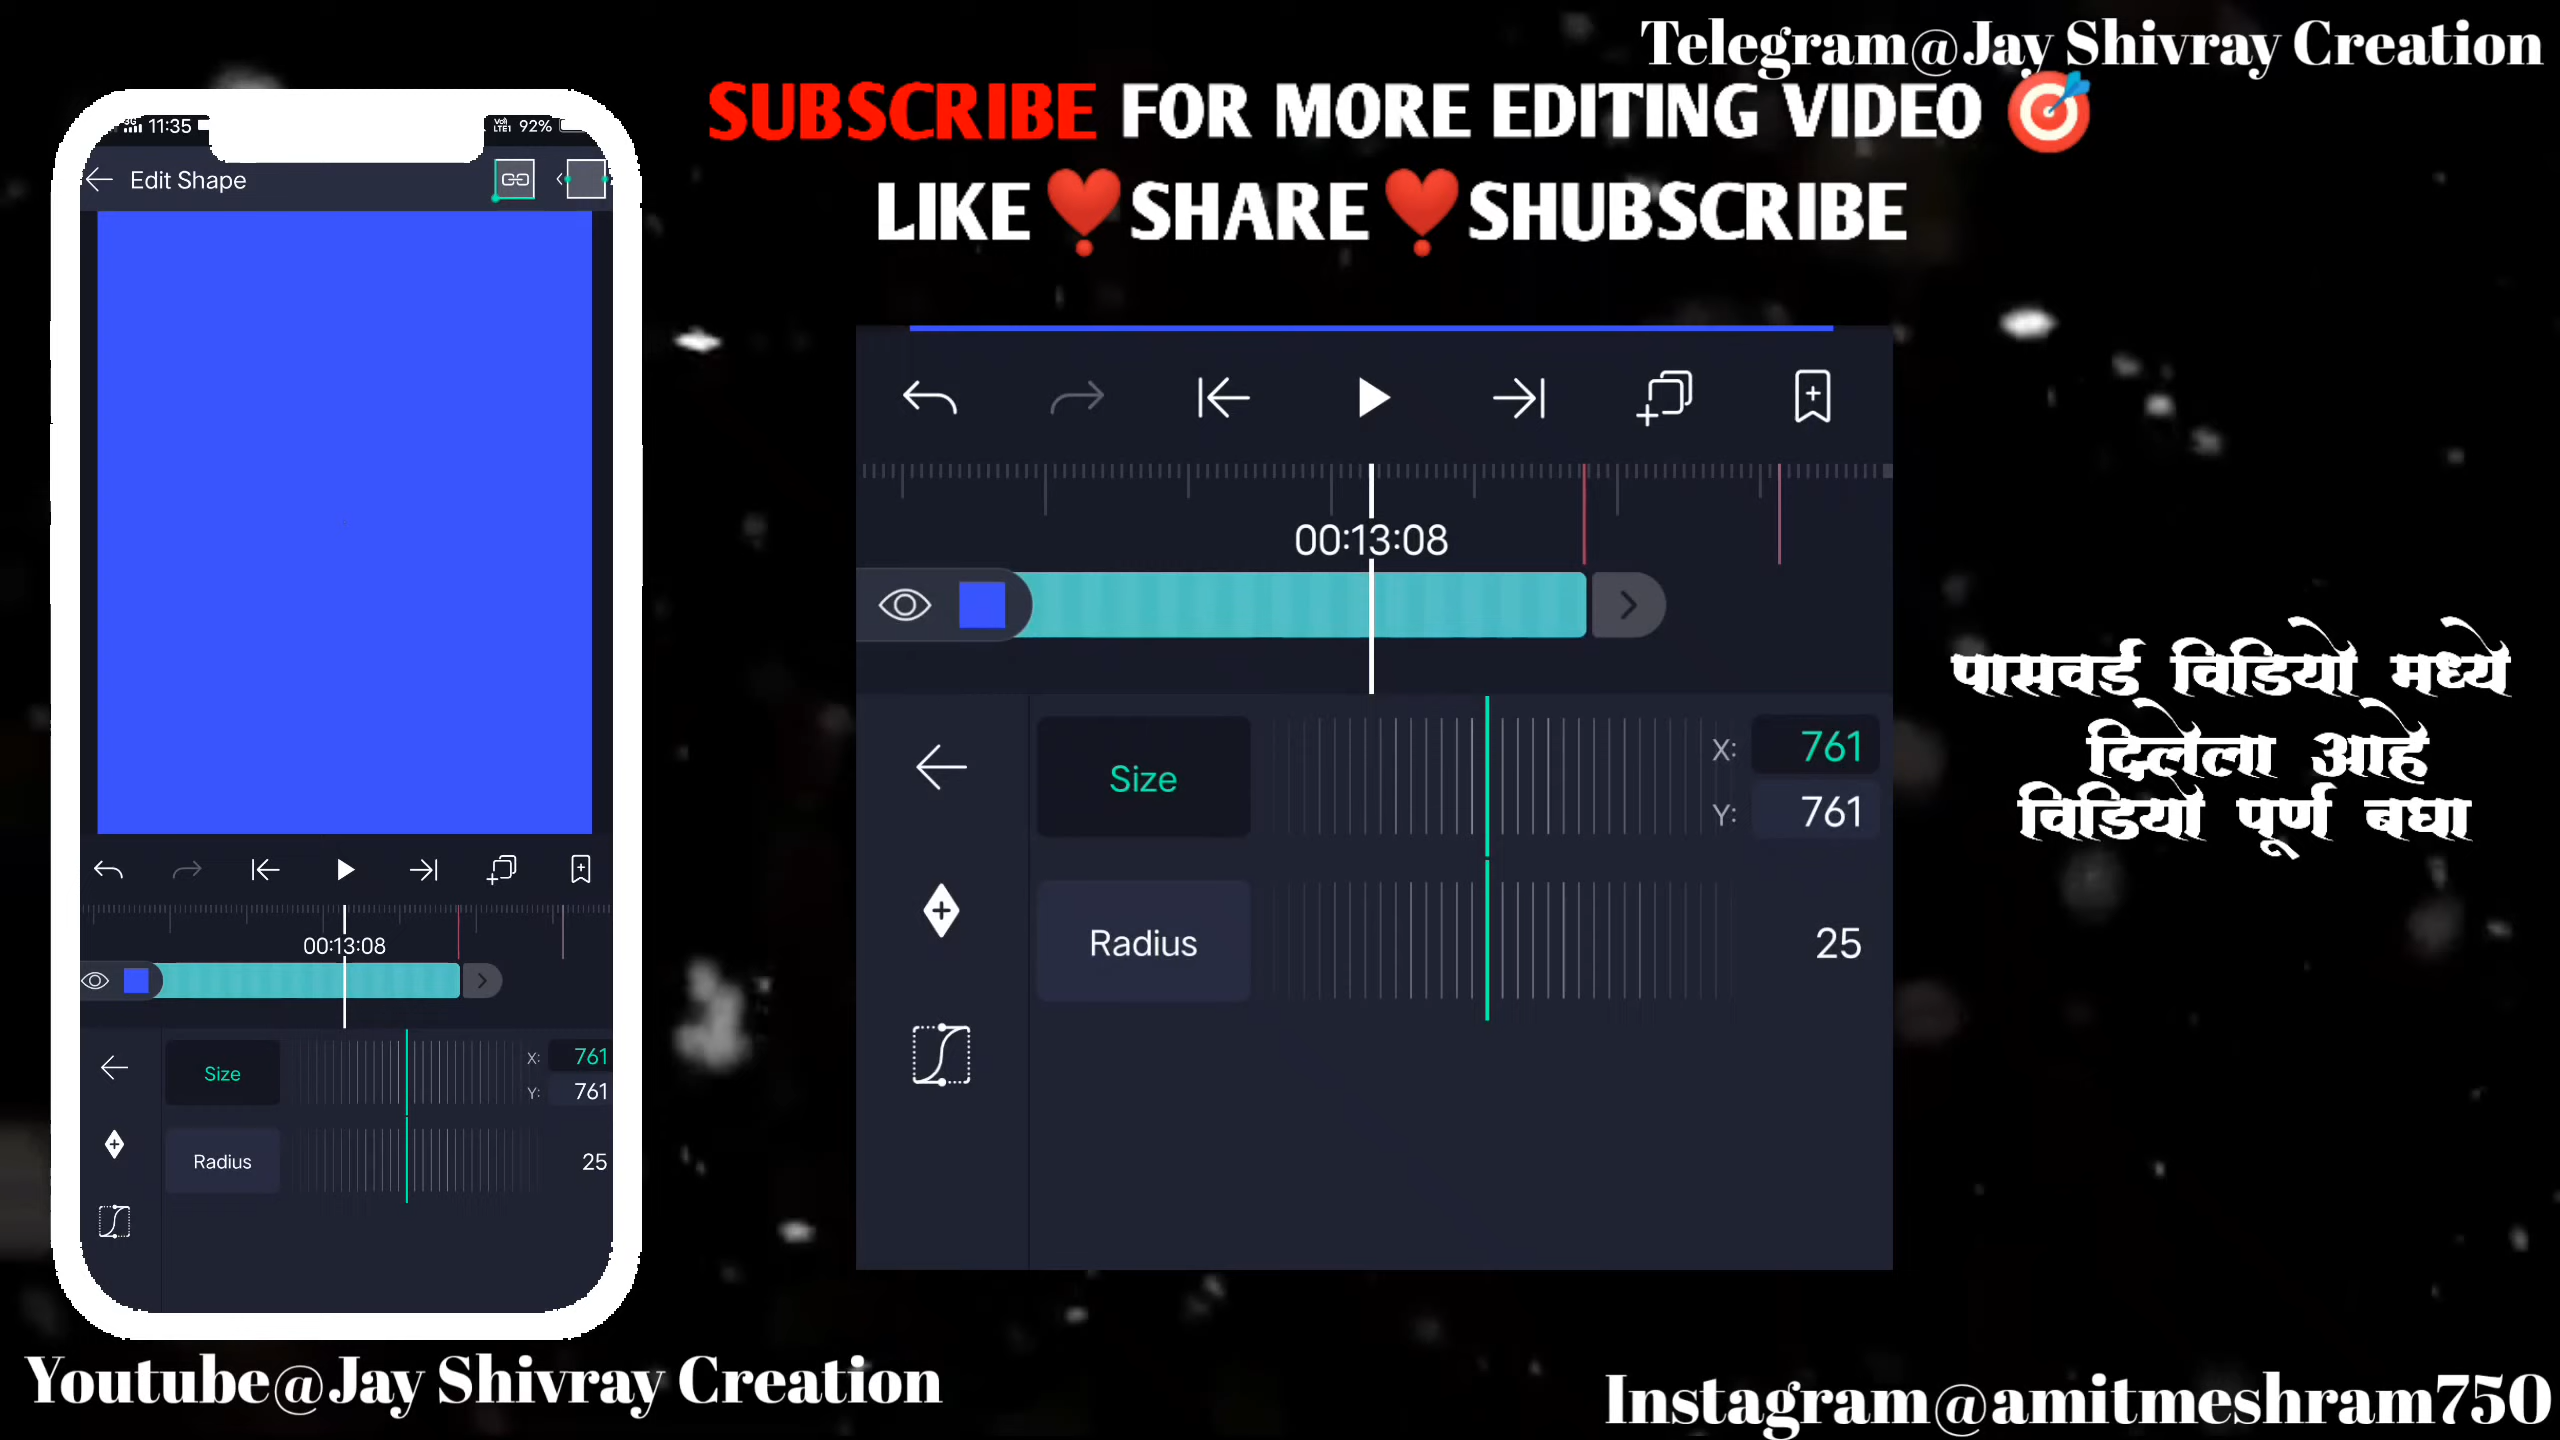 Telegram@Jay Shivray Creation
SUBSCRIBE FOR MORE EDITING VIDEO 🎯
LIKE❣️SHARE❣️SHUBSCRIBE
11:35
VoD LTE1 92%
Edit Shape
00:13:08
Size
X: 761
Y: 761
Radius
25
00:13:08
Size
X: 761
Y: 761
Radius
25
पासवर्ड विडियो मध्ये
दिलेला आहे
विडियो पूर्ण बघा
Youtube@Jay Shivray Creation
Instagram@amitmeshram750